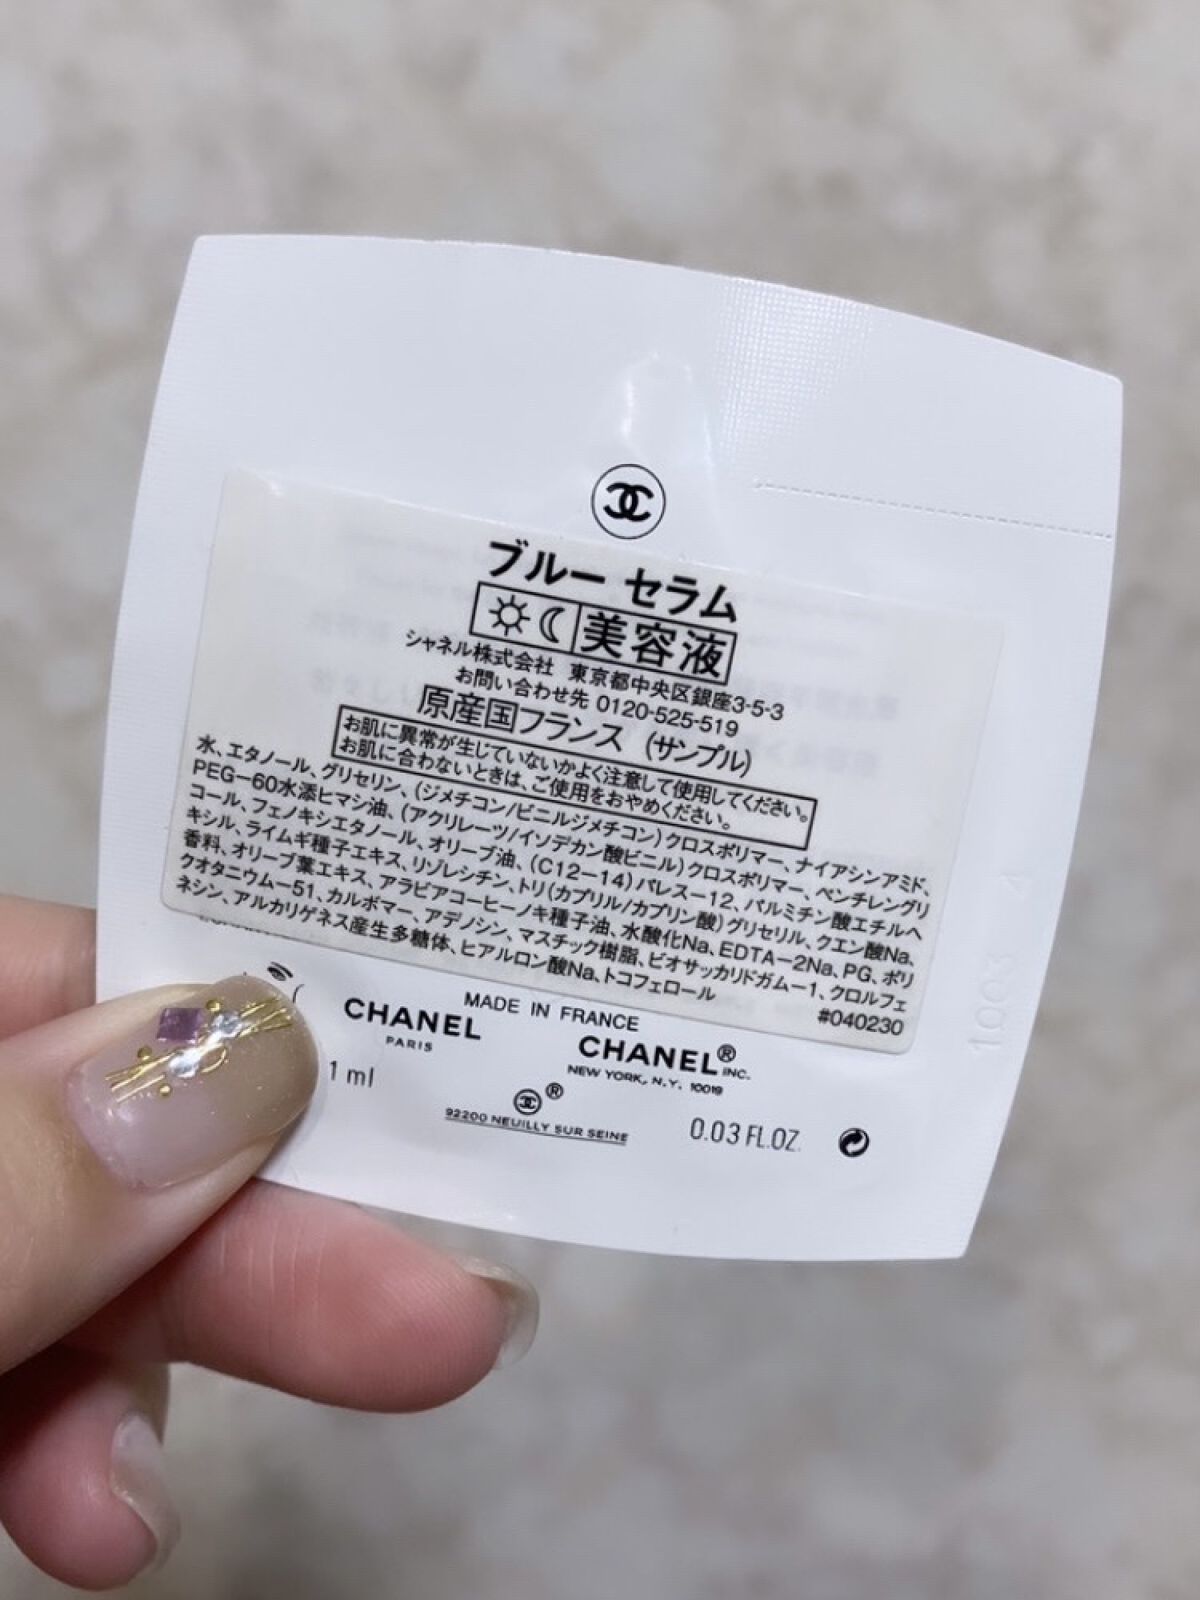 ブルー セラム
美容液
シャネル株式会社 東京都中央区銀座3-5-3
お問い合わせ先 0120-525-519
原産国フランス (サンプル)
お肌に異常が生じていないかよく注意して使用してください。
お肌に合わないときは、ご使用をおやめください。
水、エタノール、グリセリン、(ジメチコン/ビニルジメチコン)クロスポリマー、ナイアシンアミド、
PEG-60水添ヒマシ油、(アクリレーツ/イソデカン酸ビニル)クロスポリマー、ペンチレングリ
コール、フェノキシエタノール、オリーブ油、(C12-14)パレス-12、パルミチン酸エチルヘ
キシル、ライムギ種子エキス、リゾレシチン、トリ(カプリル/カプリン酸)グリセリル、クエン酸Na、
香料、オリーブ葉エキス、アラビアコーヒーノキ種子油、水酸化Na、EDTA-2Na、PG、ポリ
クオタニウム-51、カルボマー、アデノシン、マスチック樹脂、ビオサッカリドガム-1、クロルフェ
ネシン、アルカリゲネス産生多糖体、ヒアルロン酸Na、トコフェロール
#040230
MADE IN FRANCE
CHANEL
PARIS
CHANEL® INC.
NEW YORK, N.Y. 10019
1 ml
®
92200 NEUILLY SUR SEINE
0.03 FL.OZ.